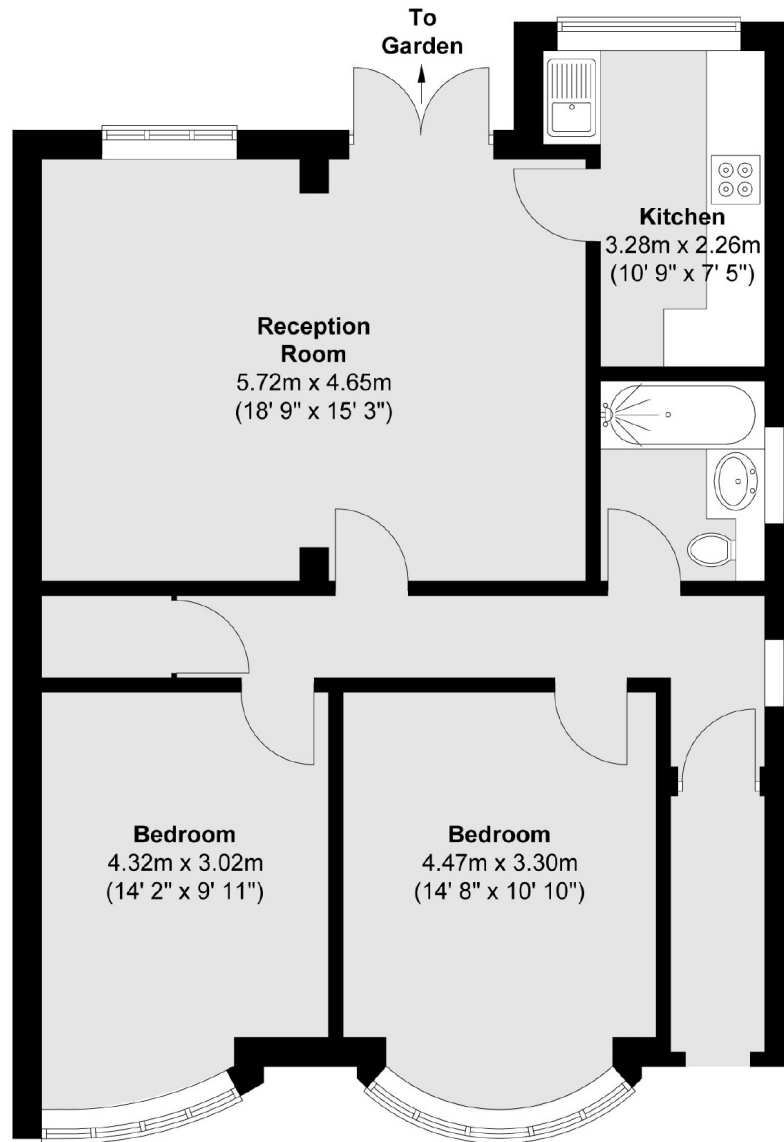 To
Garden
Kitchen
3.28m x 2.26m
(10' 9" x 7' 5")
Reception
Room
5.72m x 4.65m
(18' 9" x 15' 3")
Bedroom
4.32m x 3.02m
(14' 2" x 9' 11")
Bedroom
4.47m x 3.30m
(14' 8" x 10' 10")